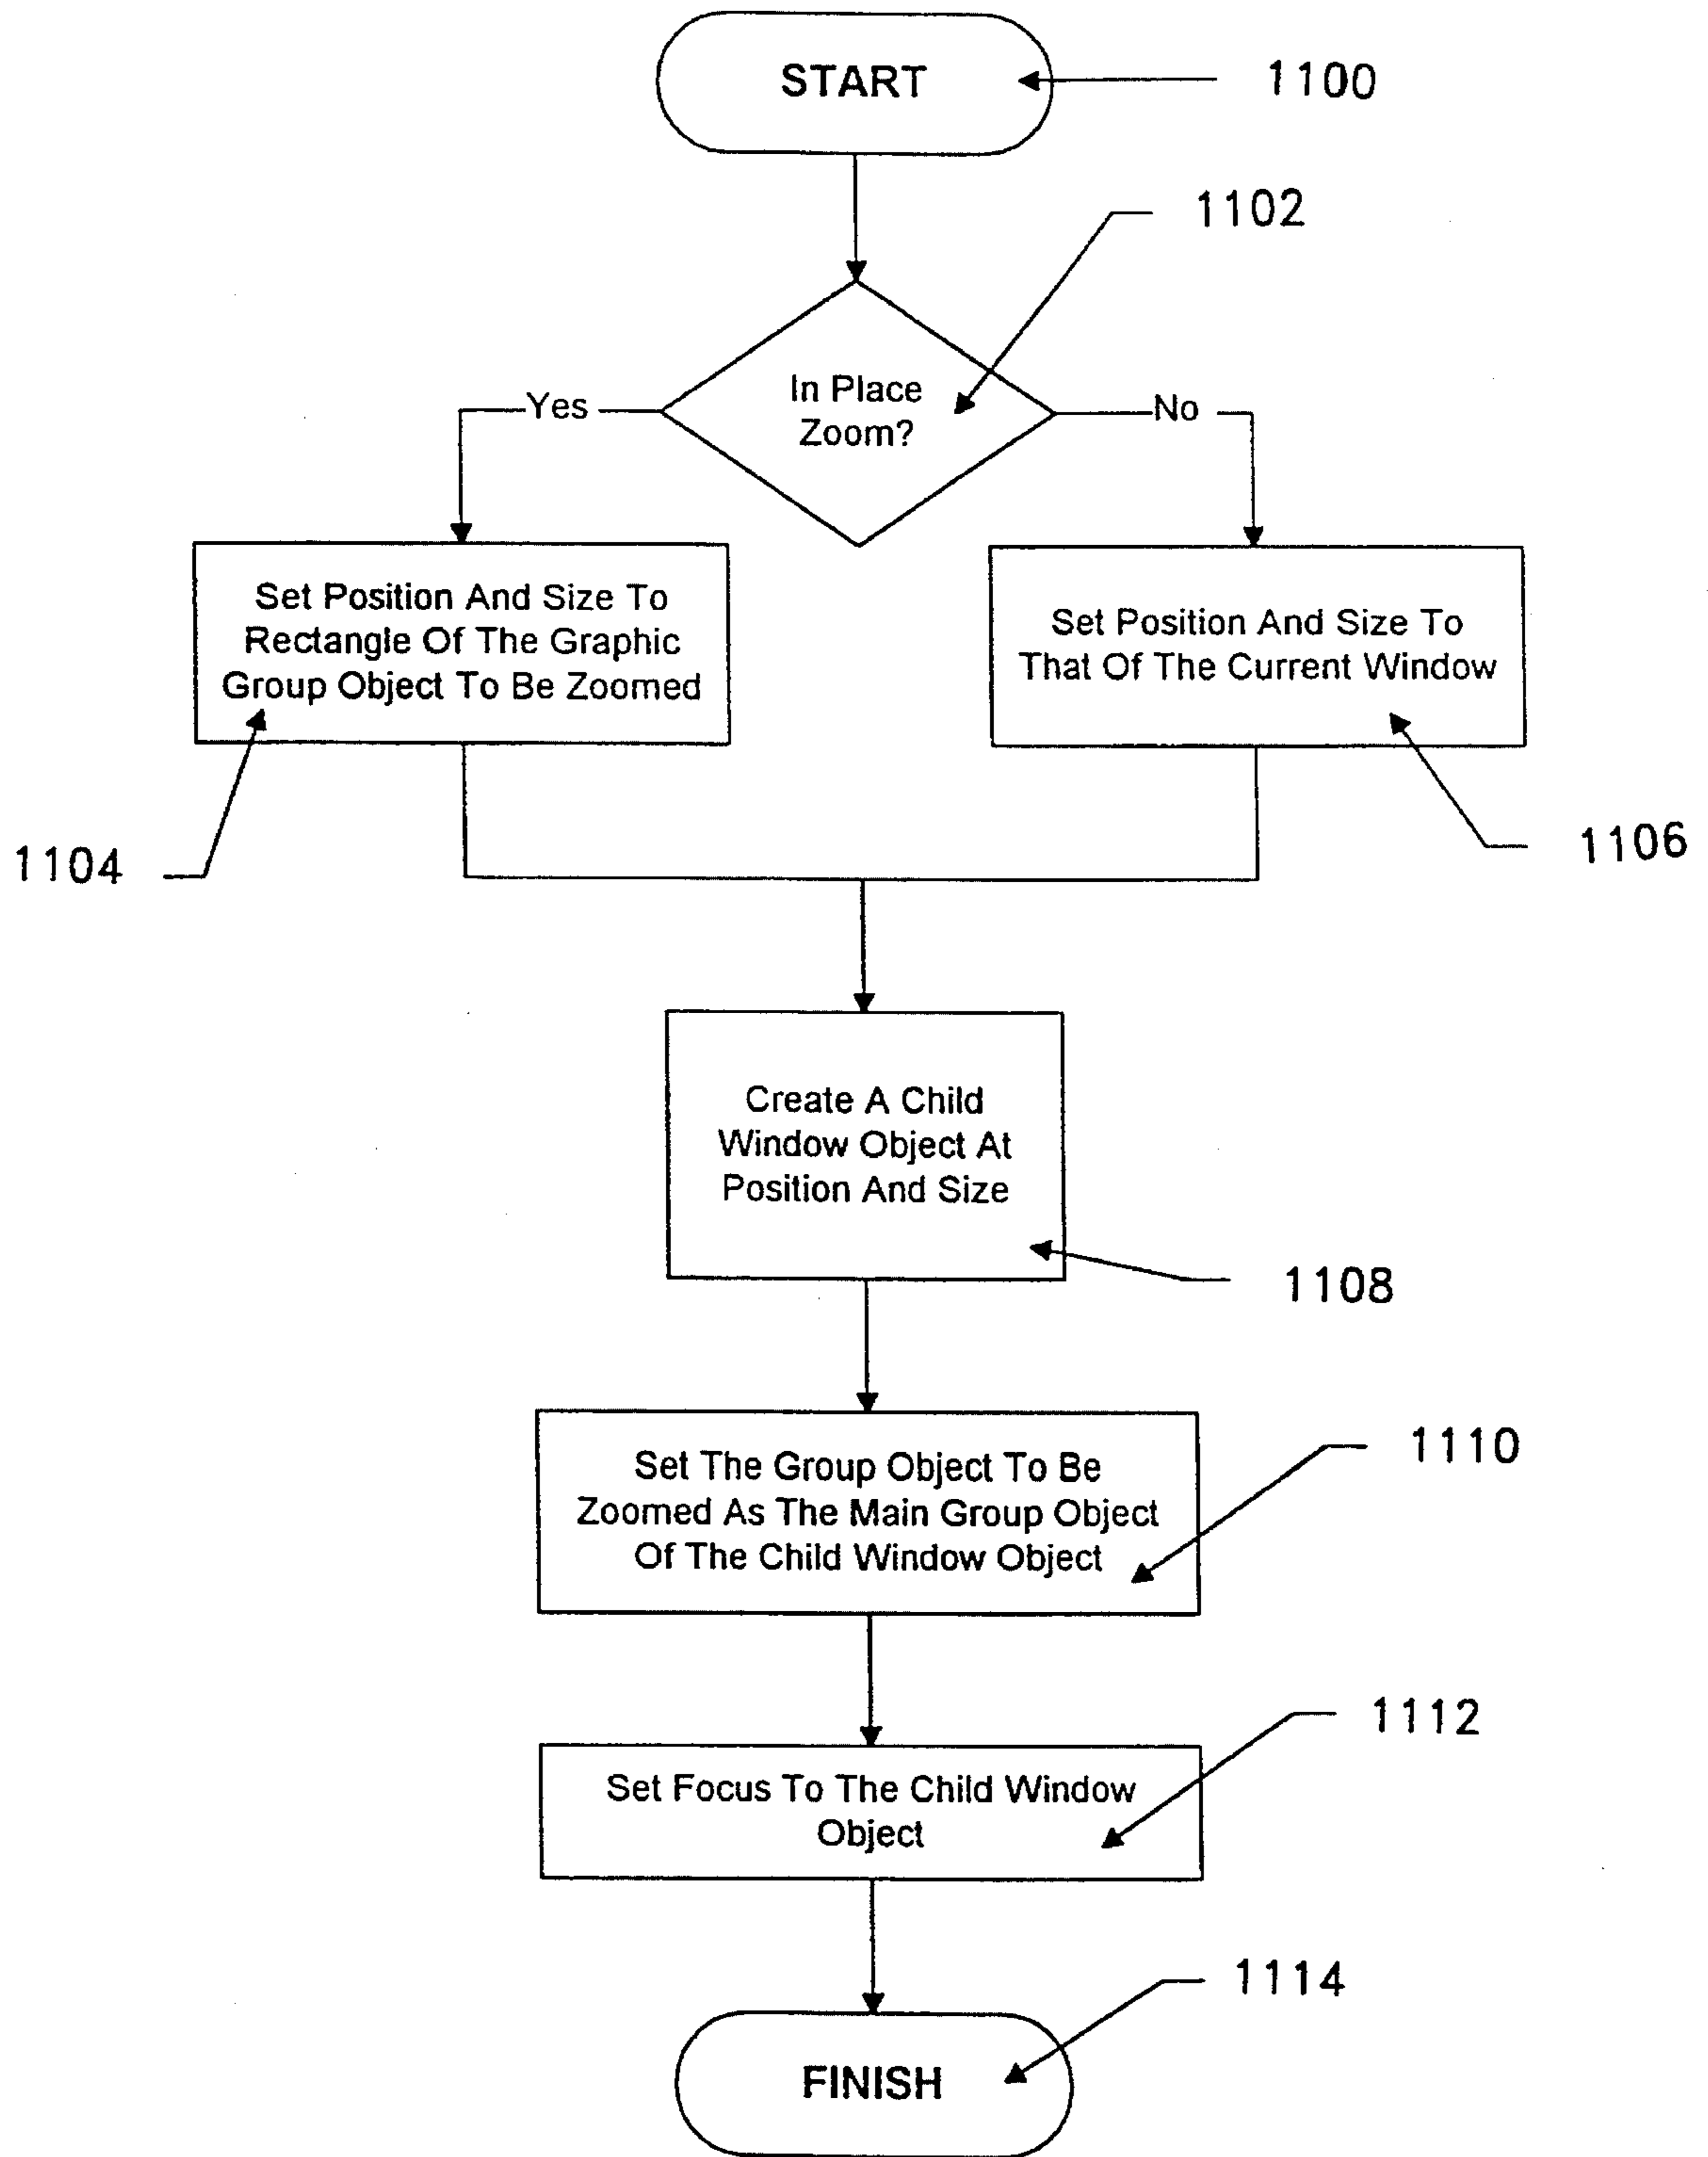 START
1100
1102
In Place
Zoom?
Yes
No
Set Position And Size To
Rectangle Of The Graphic
Group Object To Be Zoomed
Set Position And Size To
That Of The Current Window
1104
1106
Create A Child
Window Object At
Position And Size
1108
Set The Group Object To Be
Zoomed As The Main Group Object
Of The Child Window Object
1110
1112
Set Focus To The Child Window
Object
1114
FINISH